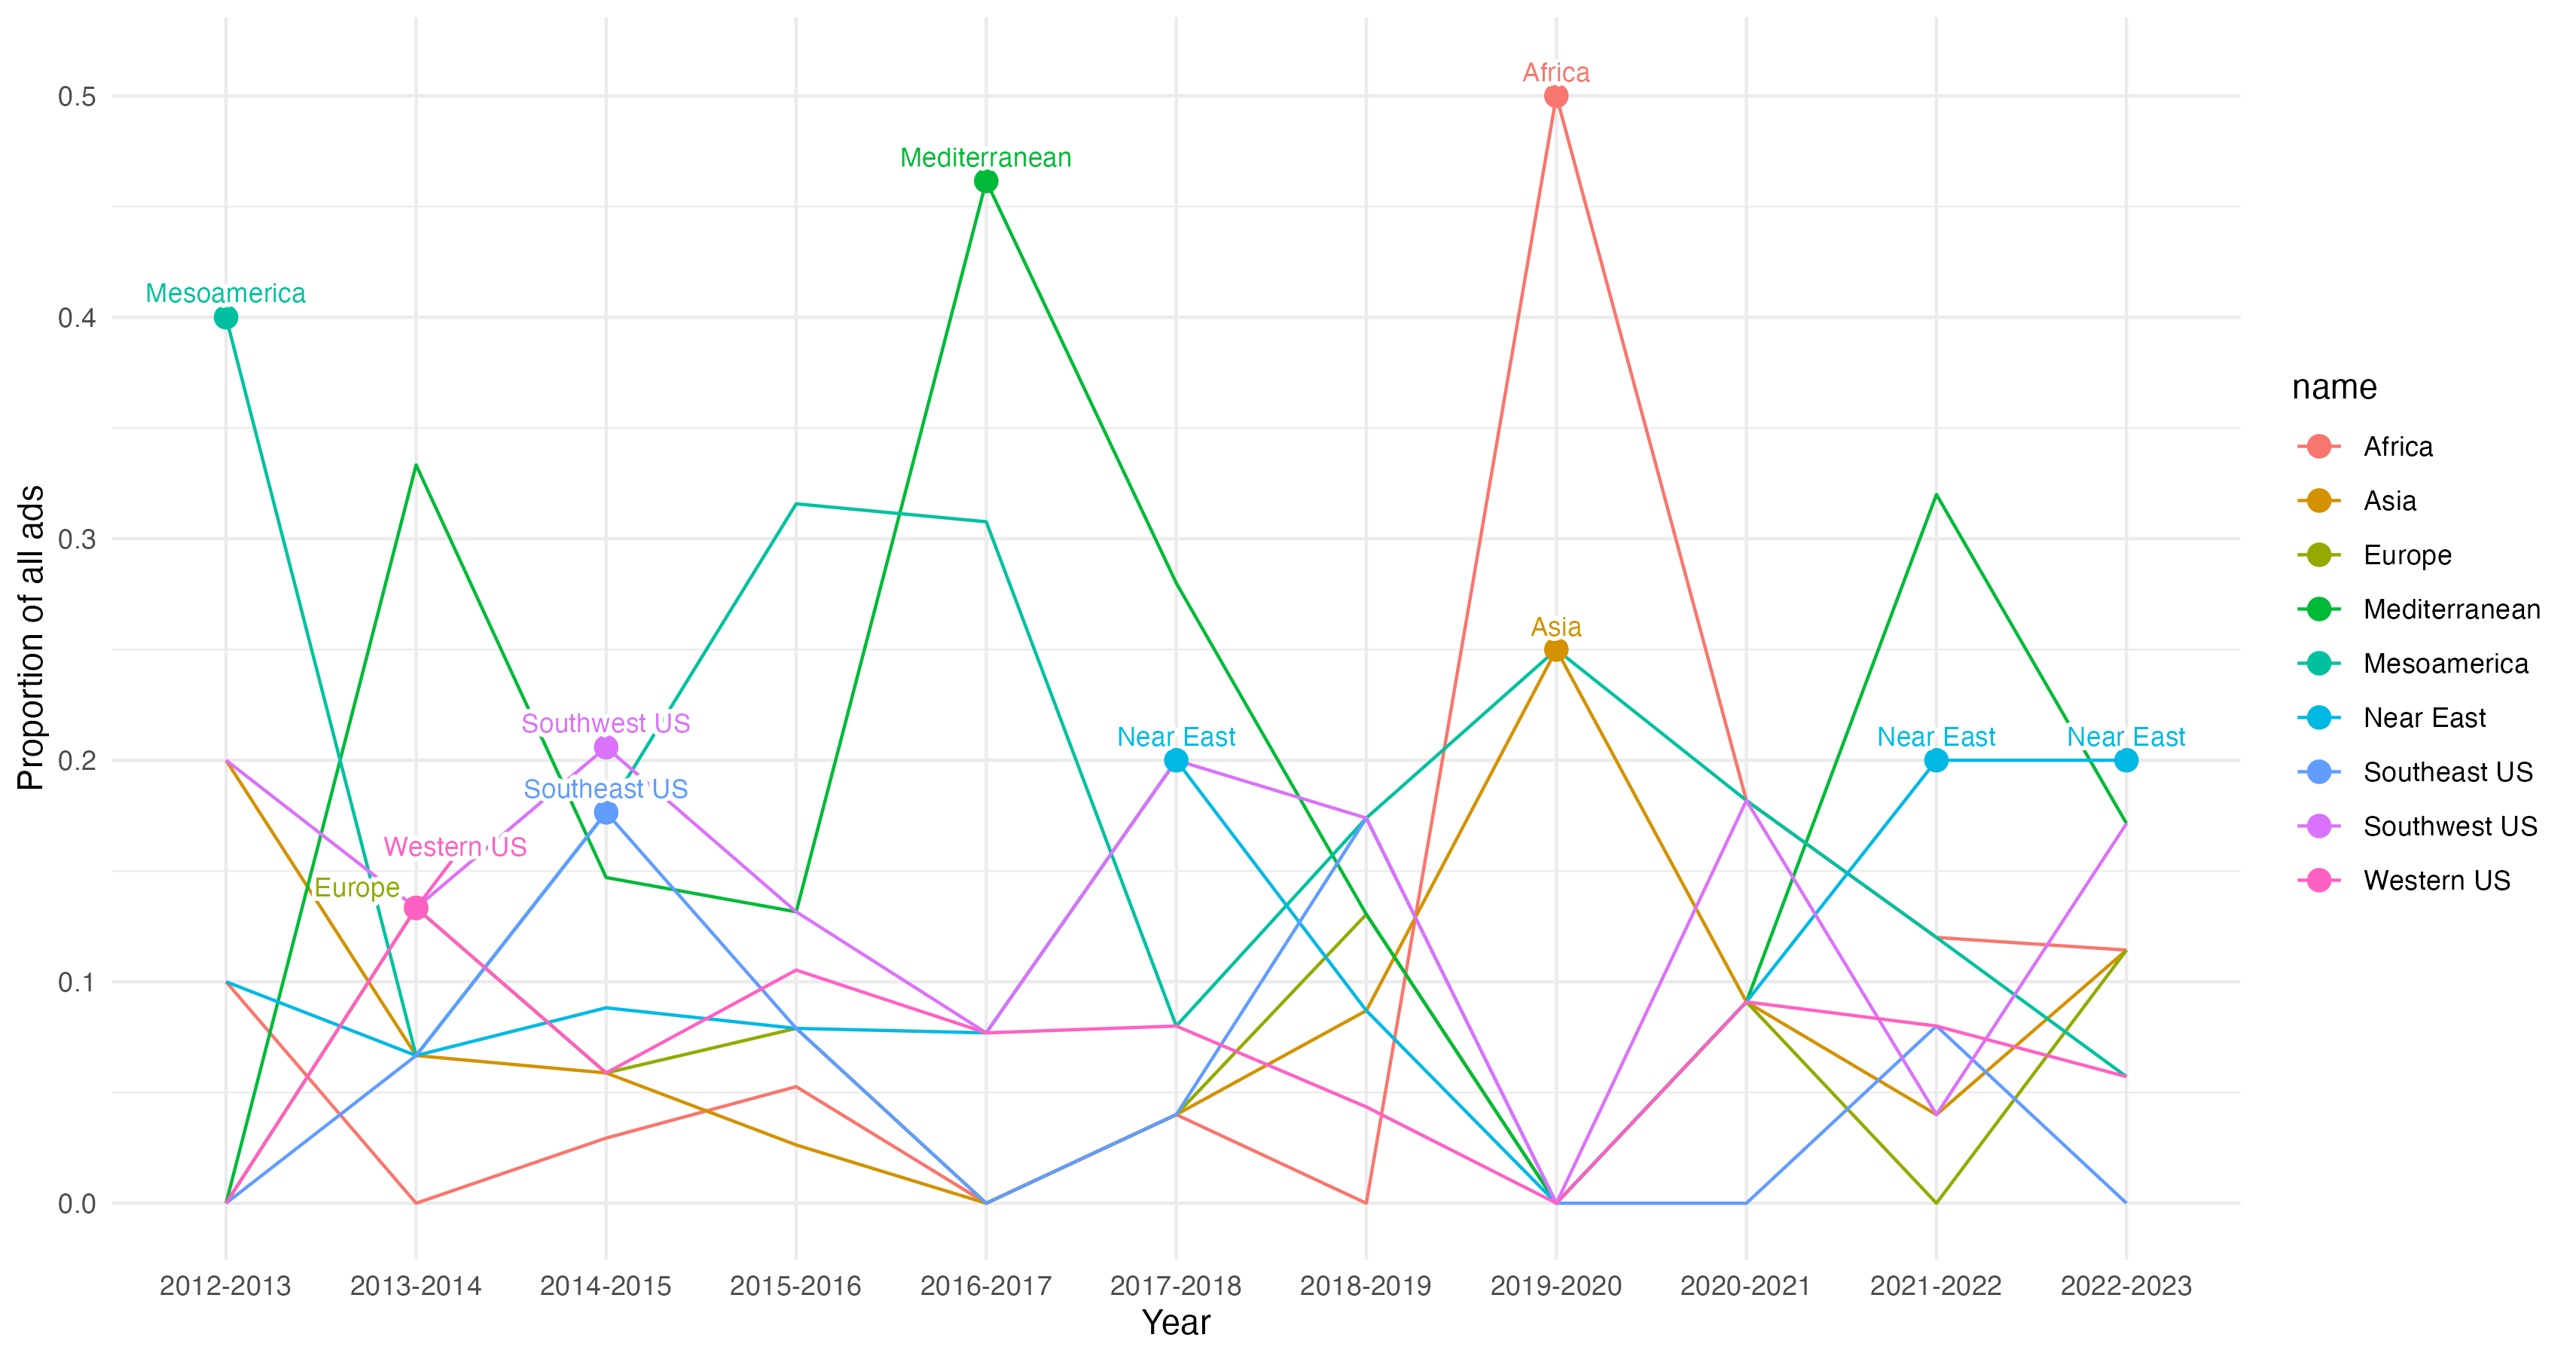 Africa
0.5
Mediterranean
Mesoamerica
0.4
0.3
Asia
Southwest US
Near East
Near East
Near East
0.2
Southeast US
Western US
Europe
0.1
0.0
Proportion of all ads
2012-2013
2013-2014
2014-2015
2015-2016
2016-2017
2017-2018
2018-2019
2019-2020
2020-2021
2021-2022
2022-2023
Year
name
Africa
Asia
Europe
Mediterranean
Mesoamerica
Near East
Southeast US
Southwest US
Western US